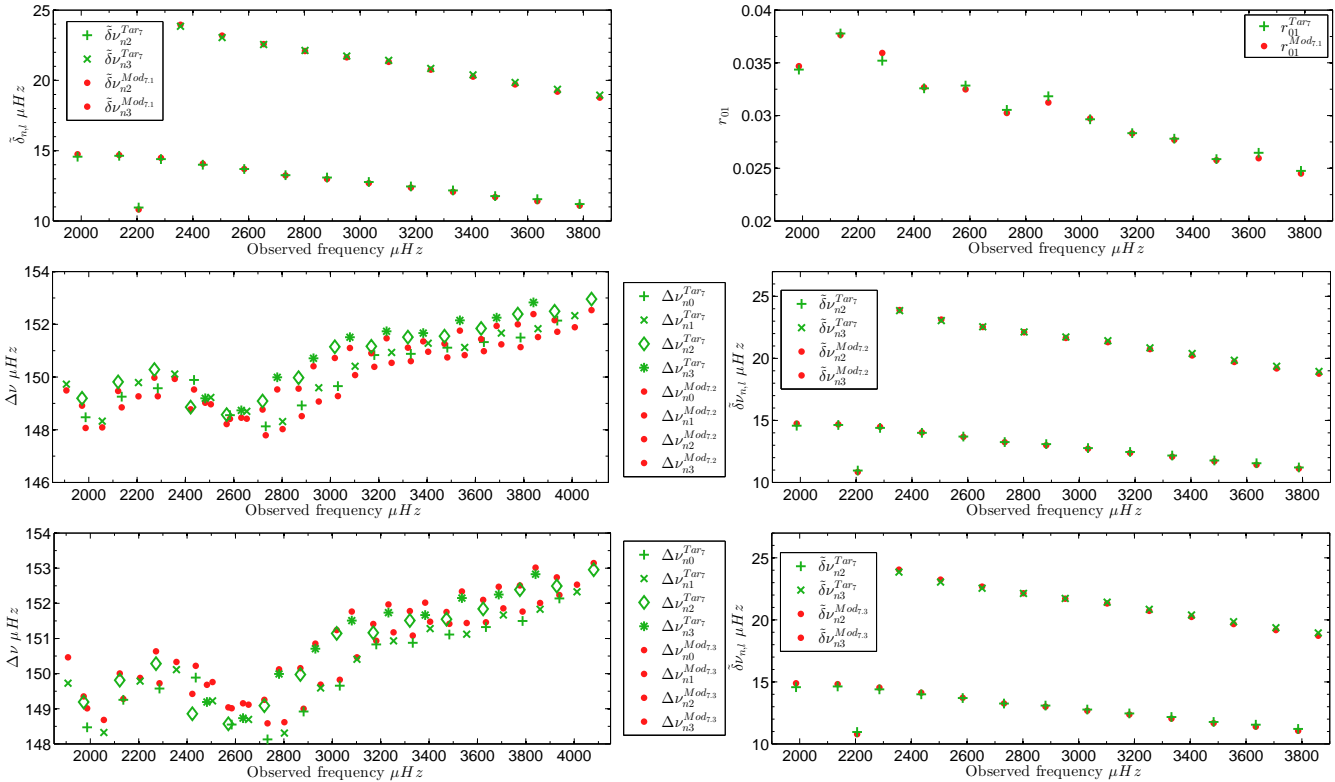 25
20
15
10
2000 2200 2400 2600 2800 3000 3200 3400 3600 3800
Observed frequency μHz
δ̃_{n,l} μHz
δ̃ν_{n2}^{Tar_7}
δ̃ν_{n3}^{Tar_7}
δ̃ν_{n2}^{Mod_{7.1}}
δ̃ν_{n3}^{Mod_{7.1}}
0.04
0.035
0.03
0.025
0.02
2000 2200 2400 2600 2800 3000 3200 3400 3600 3800
Observed frequency μHz
r_{01}
r_{01}^{Tar_7}
r_{01}^{Mod_{7.1}}
154
152
150
148
146
2000 2200 2400 2600 2800 3000 3200 3400 3600 3800 4000
Observed frequency μHz
Δν μHz
Δν_{n0}^{Tar_7}
Δν_{n1}^{Tar_7}
Δν_{n2}^{Tar_7}
Δν_{n3}^{Tar_7}
Δν_{n0}^{Mod_{7.2}}
Δν_{n1}^{Mod_{7.2}}
Δν_{n2}^{Mod_{7.2}}
Δν_{n3}^{Mod_{7.2}}
25
20
15
10
2000 2200 2400 2600 2800 3000 3200 3400 3600 3800
Observed frequency μHz
δ̃ν_{n,l} μHz
δ̃ν_{n2}^{Tar_7}
δ̃ν_{n3}^{Tar_7}
δ̃ν_{n2}^{Mod_{7.2}}
δ̃ν_{n3}^{Mod_{7.2}}
154
153
152
151
150
149
148
2000 2200 2400 2600 2800 3000 3200 3400 3600 3800 4000
Observed frequency μHz
Δν μHz
Δν_{n0}^{Tar_7}
Δν_{n1}^{Tar_7}
Δν_{n2}^{Tar_7}
Δν_{n3}^{Tar_7}
Δν_{n0}^{Mod_{7.3}}
Δν_{n1}^{Mod_{7.3}}
Δν_{n2}^{Mod_{7.3}}
Δν_{n3}^{Mod_{7.3}}
25
20
15
10
2000 2200 2400 2600 2800 3000 3200 3400 3600 3800
Observed frequency μHz
δ̃ν_{n,l} μHz
δ̃ν_{n2}^{Tar_7}
δ̃ν_{n3}^{Tar_7}
δ̃ν_{n2}^{Mod_{7.3}}
δ̃ν_{n3}^{Mod_{7.3}}